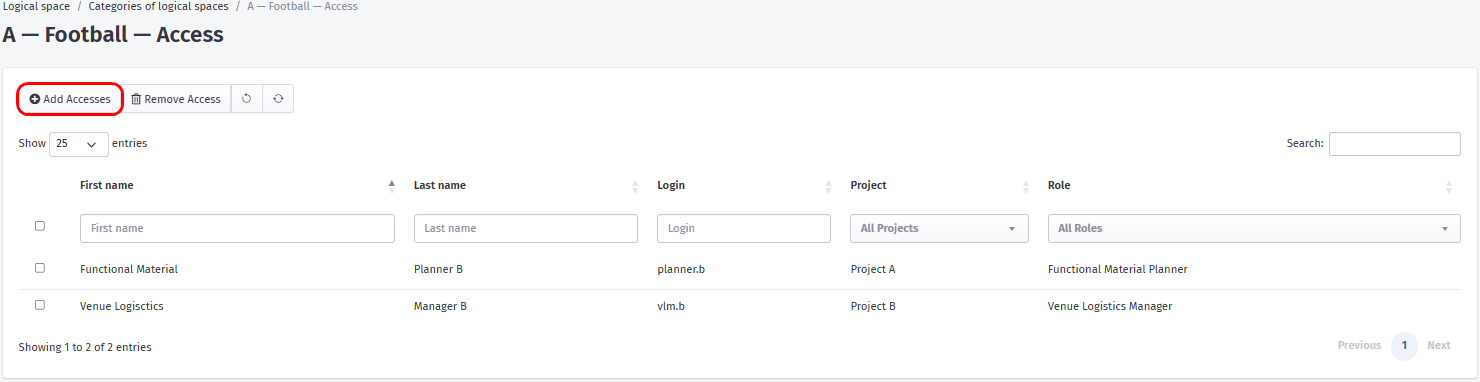 Logical space / Categories of logical spaces / A — Football — Access
A — Football — Access
Add Accesses Remove Access
Show 25 entries Search:
First name Last name Login Project Role
First name Last name Login All Projects All Roles
Functional Material Planner B planner.b Project A Functional Material Planner
Venue Logisctics Manager B vlm.b Project B Venue Logistics Manager
Showing 1 to 2 of 2 entries Previous 1 Next